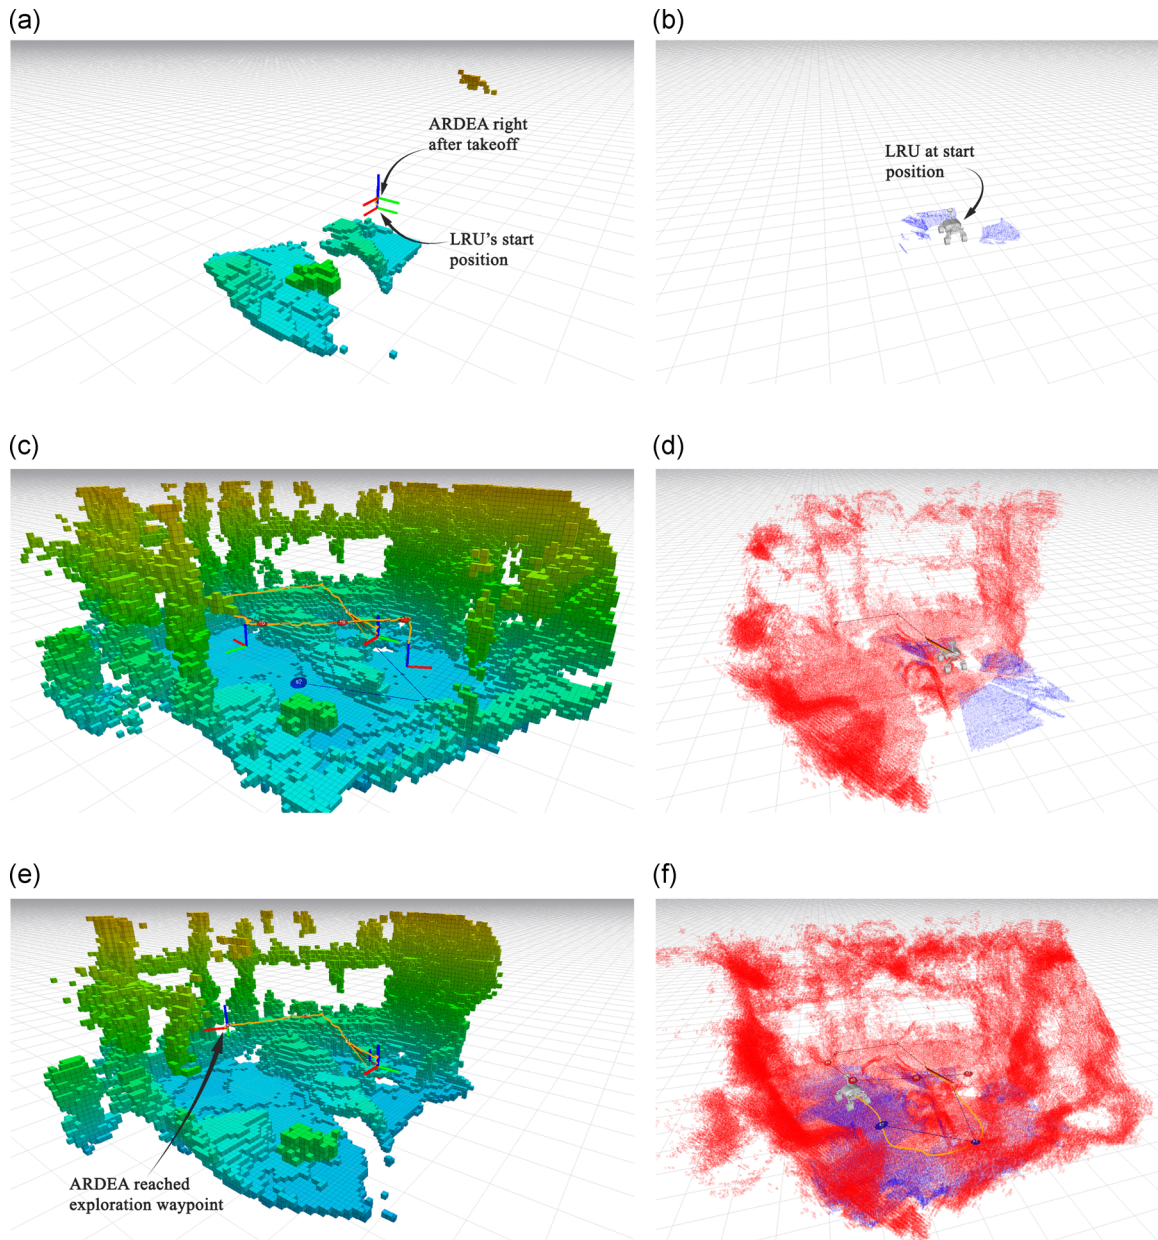 (a)
(b)
ARDEA right
after takeoff
LRU's start
position
LRU at start
position
(c)
(d)
(e)
(f)
ARDEA reached
exploration waypoint